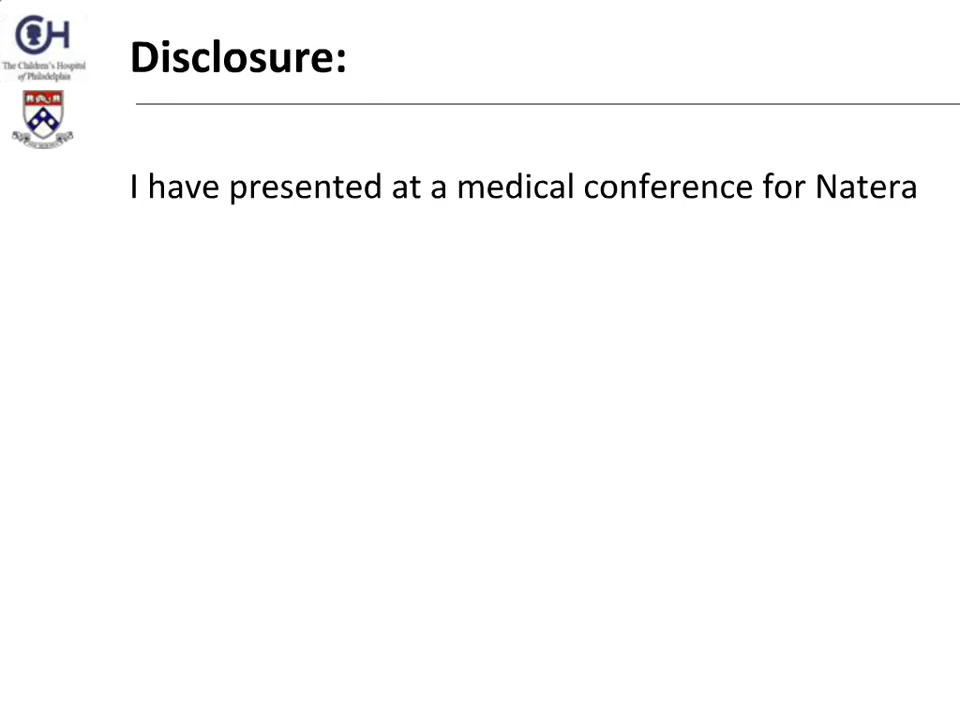 Disclosure:
The Children's Hospital
of Philadelphia
I have presented at a medical conference for Natera